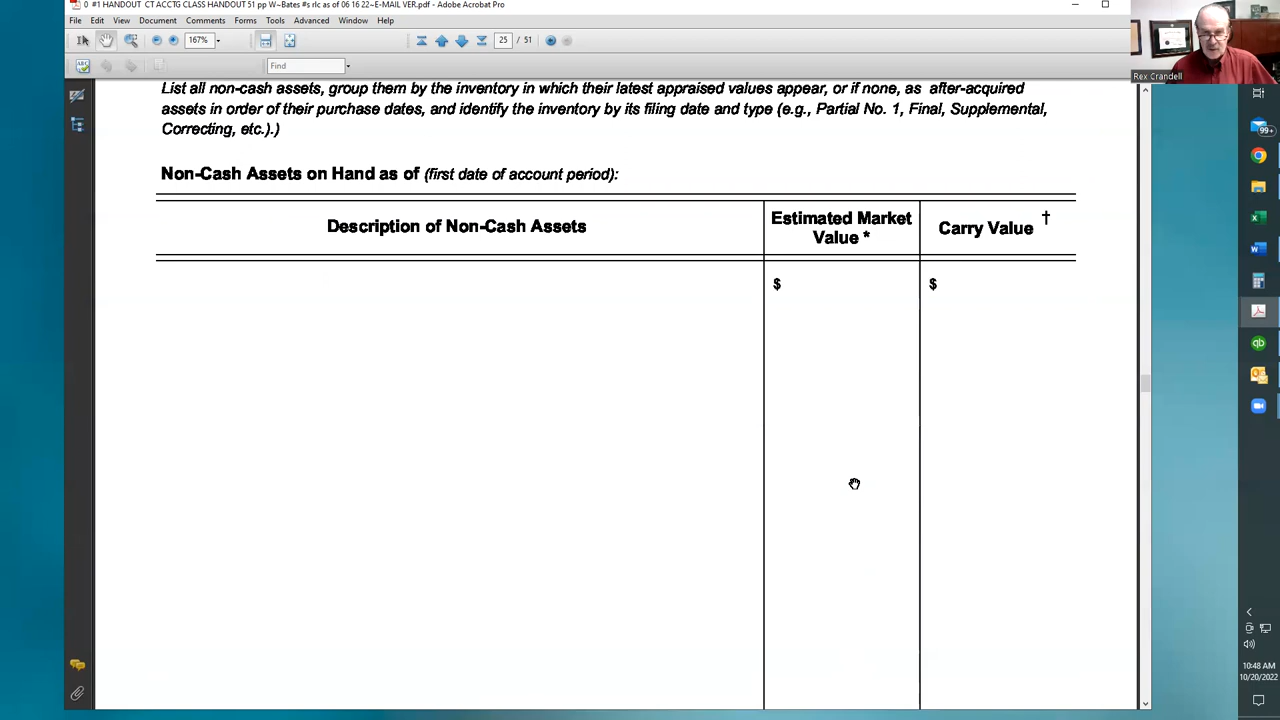 0 #1 HANDOUT CT ACCTG CLASS HANDOUT 51 pp W~Bates #s rlc as of 06 16 22~E-MAIL VER.pdf - Adobe Acrobat Pro
File Edit View Document Comments Forms Tools Advanced Window Help
167% 25 / 51
Find
Rex Crandell
List all non-cash assets, group them by the inventory in which their latest appraised values appear, or if none, as after-acquired
assets in order of their purchase dates, and identify the inventory by its filing date and type (e.g., Partial No. 1, Final, Supplemental,
Correcting, etc.).)
Non-Cash Assets on Hand as of (first date of account period):
Description of Non-Cash Assets
Estimated Market
Value *
Carry Value †
$ $
99+
qb
10:48 AM
10/20/2022